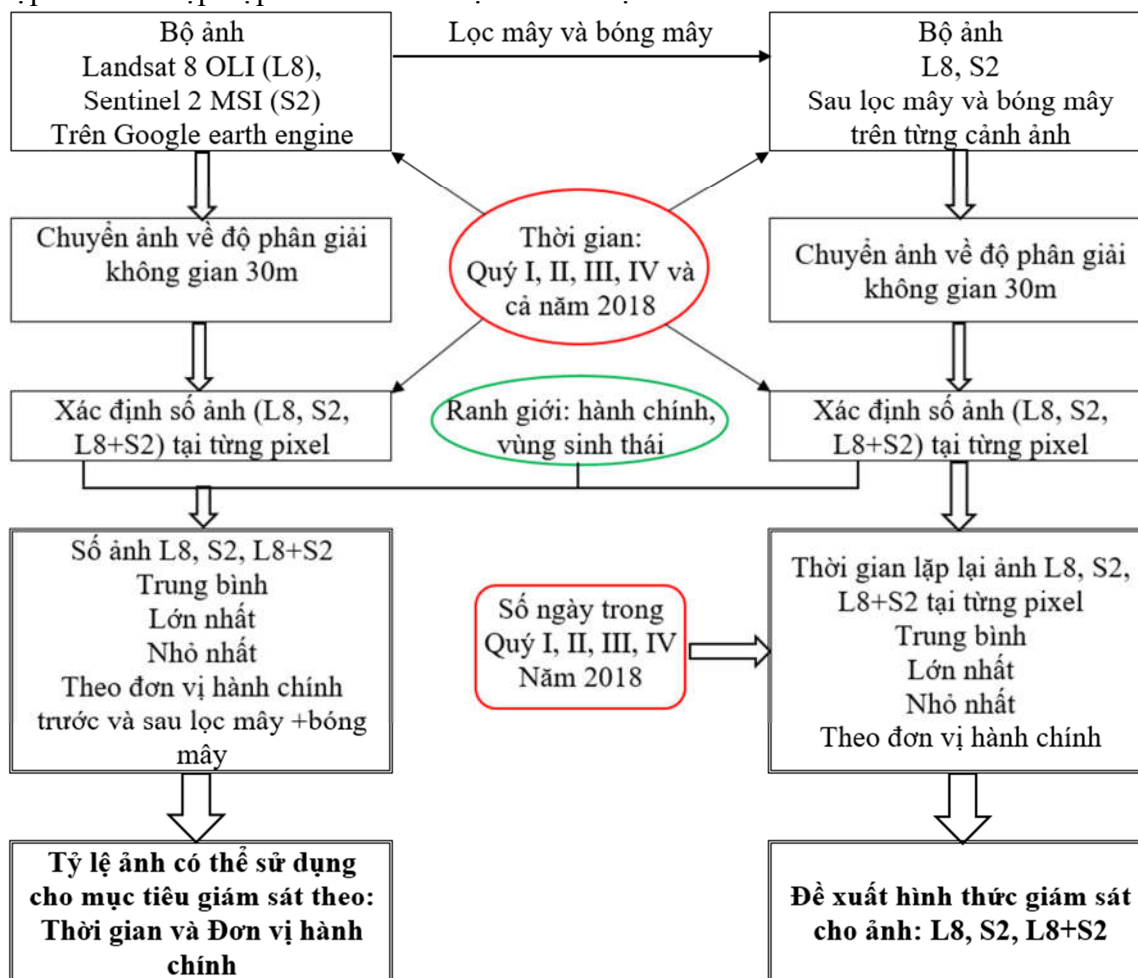 Bộ ảnh
Landsat 8 OLI (L8),
Sentinel 2 MSI (S2)
Trên Google earth engine
Lọc mây và bóng mây
Bộ ảnh
L8, S2
Sau lọc mây và bóng mây
trên từng cảnh ảnh
Chuyển ảnh về độ phân giải
không gian 30m
Thời gian:
Quý I, II, III, IV và
cả năm 2018
Chuyển ảnh về độ phân giải
không gian 30m
Xác định số ảnh (L8, S2,
L8+S2) tại từng pixel
Ranh giới: hành chính,
vùng sinh thái
Xác định số ảnh (L8, S2,
L8+S2) tại từng pixel
Số ảnh L8, S2, L8+S2
Trung bình
Lớn nhất
Nhỏ nhất
Theo đơn vị hành chính
trước và sau lọc mây +bóng
mây
Số ngày trong
Quý I, II, III, IV
Năm 2018
Thời gian lặp lại ảnh L8, S2,
L8+S2 tại từng pixel
Trung bình
Lớn nhất
Nhỏ nhất
Theo đơn vị hành chính
Tỷ lệ ảnh có thể sử dụng
cho mục tiêu giám sát theo:
Thời gian và Đơn vị hành
chính
Đề xuất hình thức giám sát
cho ảnh: L8, S2, L8+S2